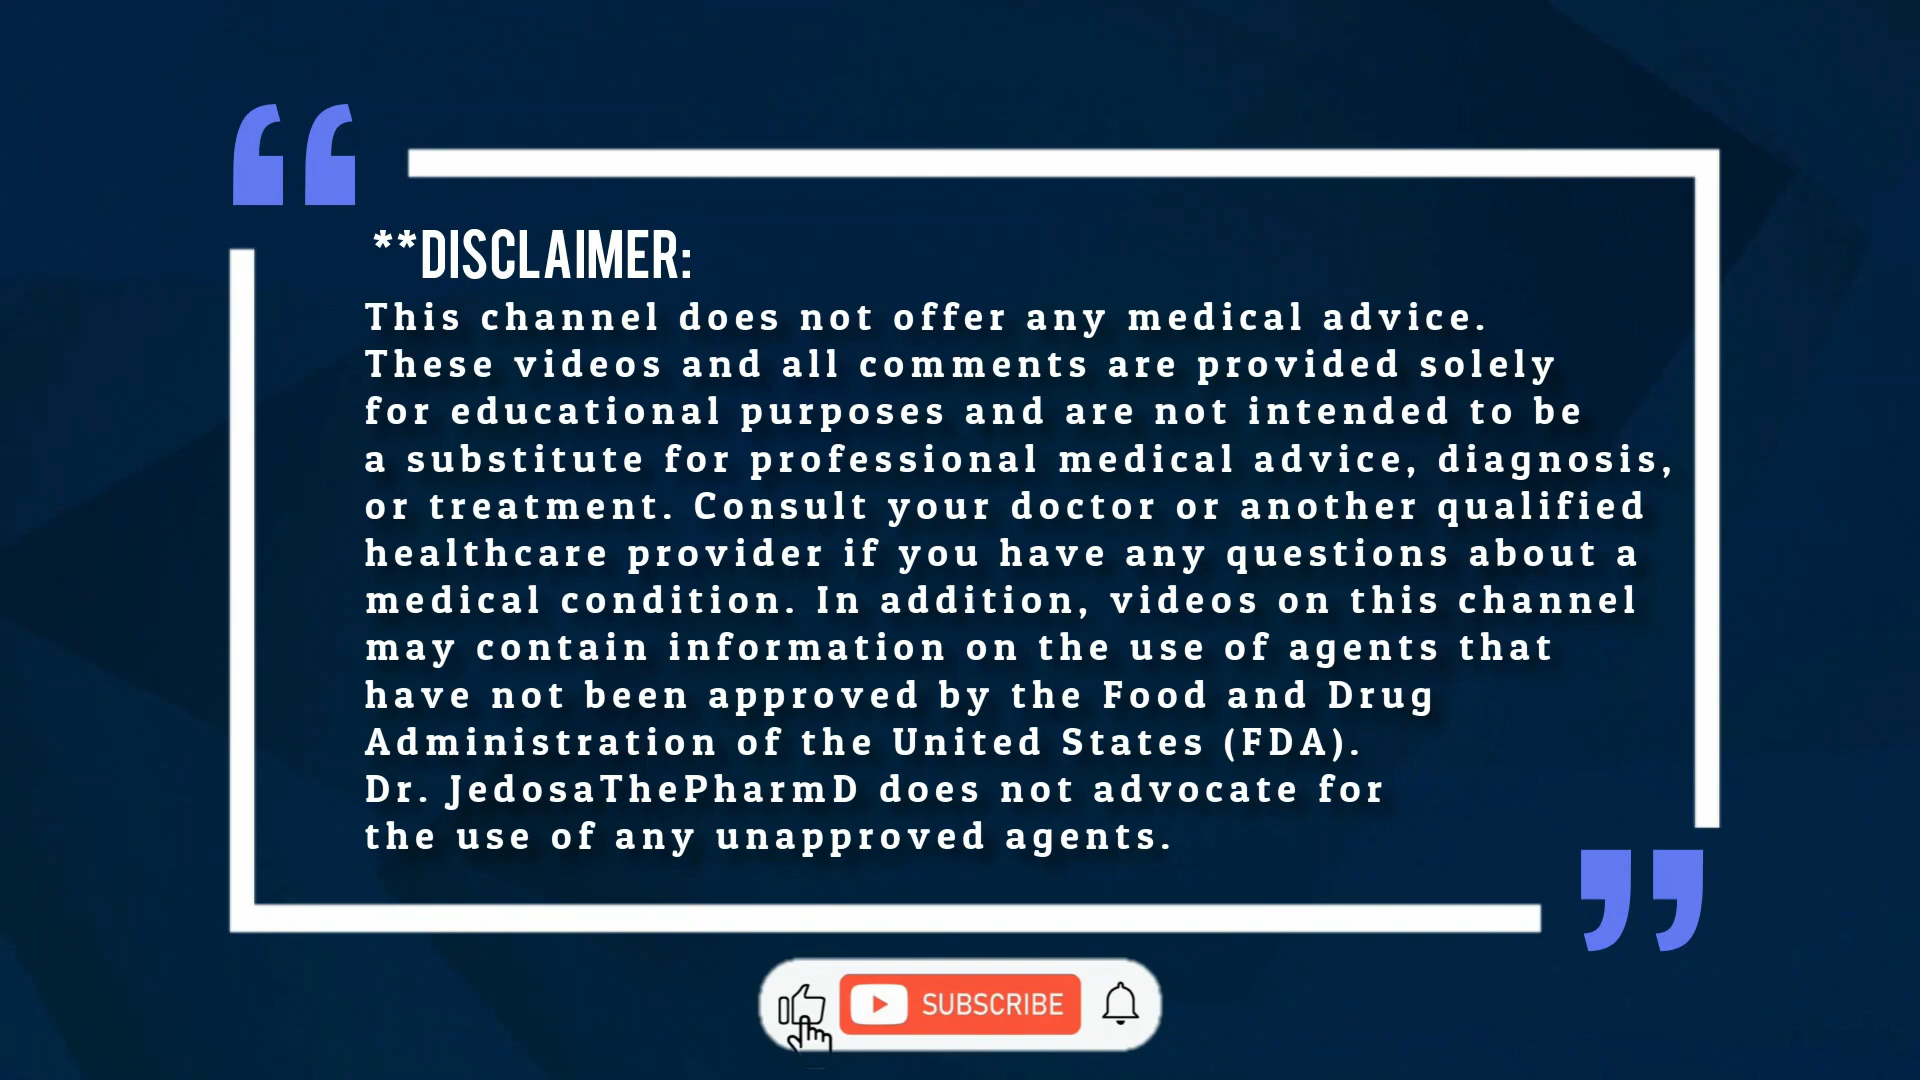 **DISCLAIMER:
This channel does not offer any medical advice.
These videos and all comments are provided solely
for educational purposes and are not intended to be
a substitute for professional medical advice, diagnosis,
or treatment. Consult your doctor or another qualified
healthcare provider if you have any questions about a
medical condition. In addition, videos on this channel
may contain information on the use of agents that
have not been approved by the Food and Drug
Administration of the United States (FDA).
Dr. JedosaThePharmD does not advocate for
the use of any unapproved agents.
SUBSCRIBE